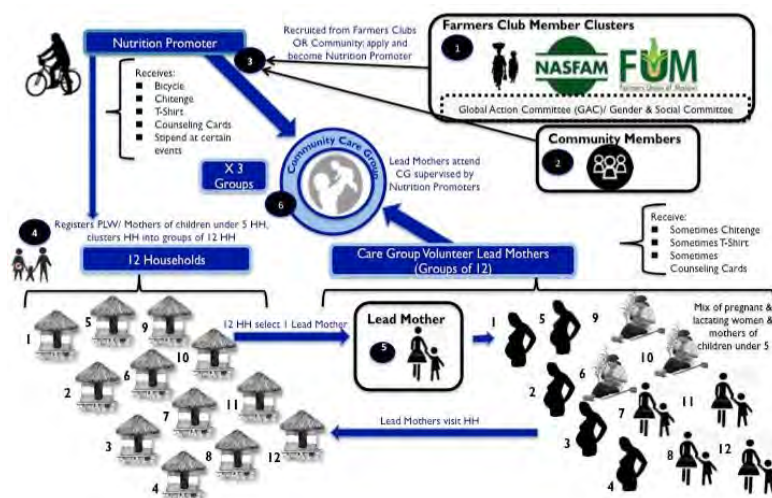 Nutrition Promoter
3
Receives:
Bicycle
Chitenge
T-Shirt
Counseling Cards
Stipend at certain
events
Recruited from Farmers Clubs
OR Community; apply and
become Nutrition Promoter
Farmers Club Member Clusters
1
NASFAM
FUM
Farmers Union of Malawi
Global Action Committee (GAC)/ Gender & Social Committee
Community Members
2
X 3
Groups
Community Care Group
6
Lead Mothers attend
CG supervised by
Nutrition Promoters
4
Registers PLW/ Mothers of children under 5 HH,
clusters HH into groups of 12 HH
12 Households
Care Group Volunteer Lead Mothers
(Groups of 12)
Receive:
Sometimes Chitenge
Sometimes T-Shirt
Sometimes
Counseling Cards
1
2
3
4
5
6
7
8
9
10
11
12
12 HH select 1 Lead Mother
Lead Mother
5
1
2
3
4
5
6
7
8
9
10
11
12
Mix of pregnant &
lactating women &
mothers of
children under 5
Lead Mothers visit HH